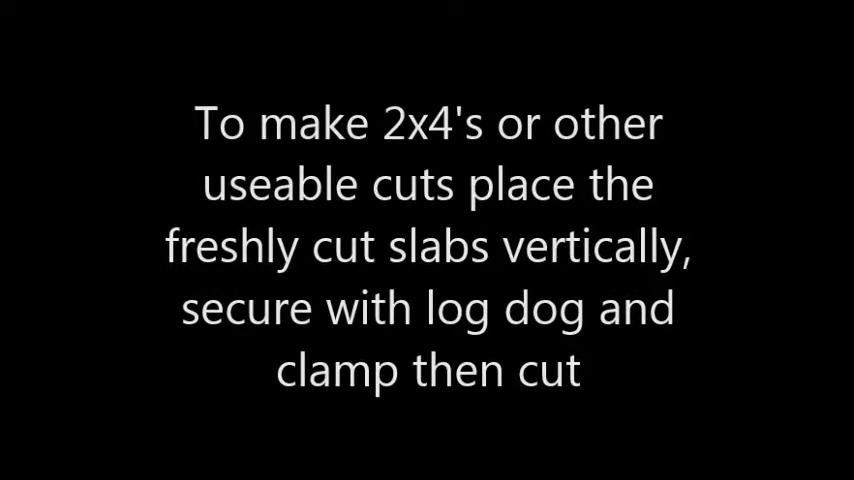 To make 2x4's or other
useable cuts place the
freshly cut slabs vertically,
secure with log dog and
clamp then cut